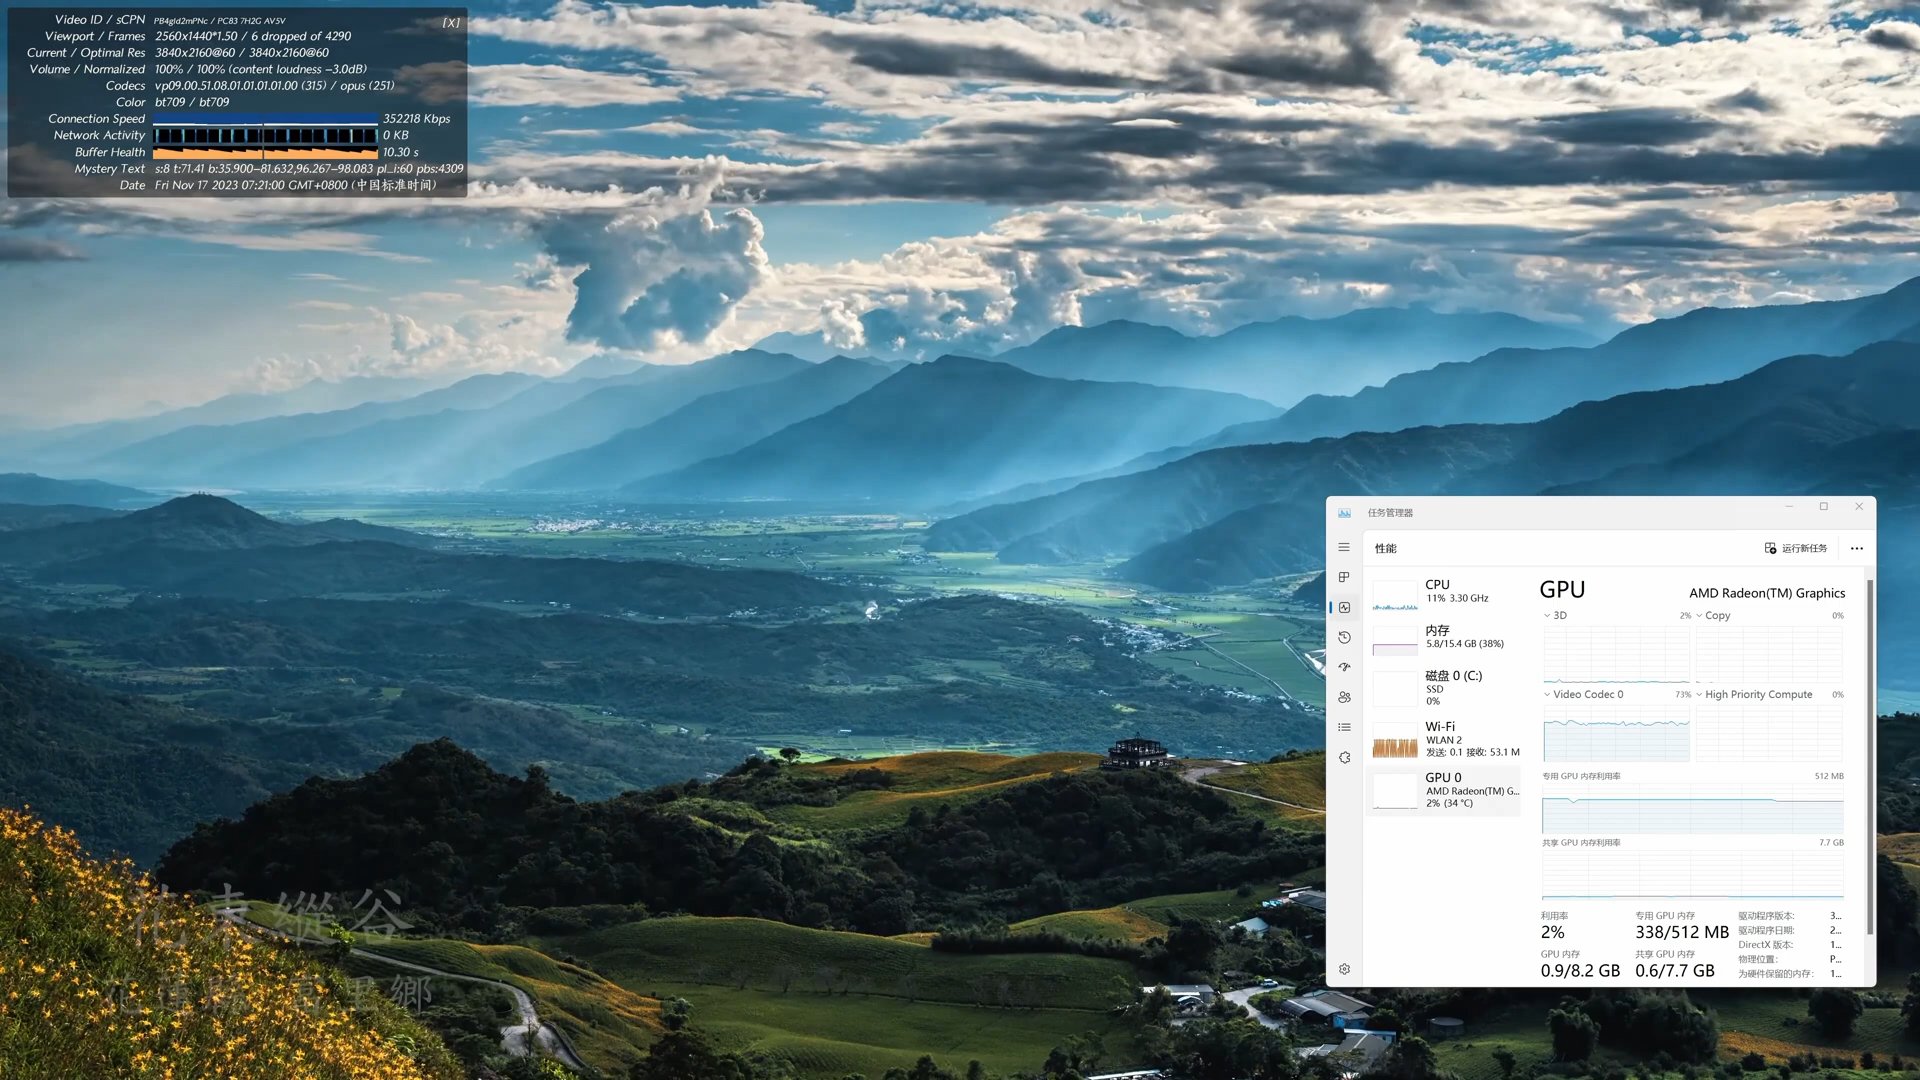 Video ID / sCPN PB4gId2mPNc / PC83 7H2G AV5V [X]
Viewport / Frames 2560x1440*1.50 / 6 dropped of 4290
Current / Optimal Res 3840x2160@60 / 3840x2160@60
Volume / Normalized 100% / 100% (content loudness -3.0dB)
Codecs vp09.00.51.08.01.01.01.01.00 (315) / opus (251)
Color bt709 / bt709
Connection Speed 352218 Kbps
Network Activity 0 KB
Buffer Health 10.30 s
Mystery Text s:8 t:71.41 b:35.900-81.632,96.267-98.083 pl_i:60 pbs:4309
Date Fri Nov 17 2023 07:21:00 GMT+0800 (中国标准时间)
任务管理器
性能
运行新任务
CPU
11% 3.30 GHz
内存
5.8/15.4 GB (38%)
磁盘 0 (C:)
SSD
0%
Wi-Fi
WLAN 2
发送: 0.1 接收: 53.1 M
GPU 0
AMD Radeon(TM) G...
2% (34 °C)
GPU AMD Radeon(TM) Graphics
3D 2% Copy 0%
Video Codec 0 73% High Priority Compute 0%
专用 GPU 内存利用率 512 MB
共享 GPU 内存利用率 7.7 GB
利用率
2%
专用 GPU 内存
338/512 MB
GPU 内存
0.9/8.2 GB
共享 GPU 内存
0.6/7.7 GB
驱动程序版本: 3...
驱动程序日期: 2...
DirectX 版本: 1...
物理位置: P...
为硬件保留的内存: 1...
花東縱谷